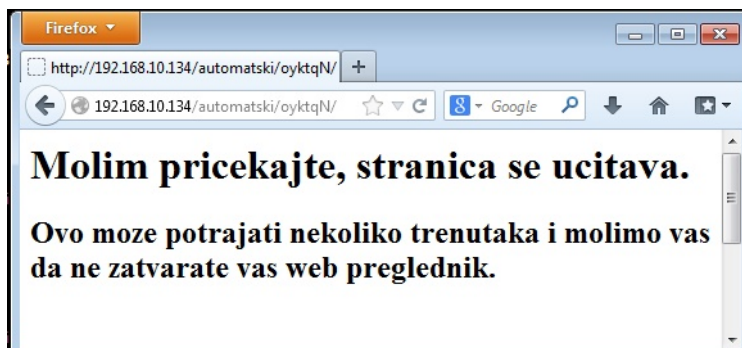 Firefox
http://192.168.10.134/automatski/oyktqN/
192.168.10.134/automatski/oyktqN/
Google
Molim pricekajte, stranica se ucitava.
Ovo moze potrajati nekoliko trenutaka i molimo vas
da ne zatvarate vas web preglednik.